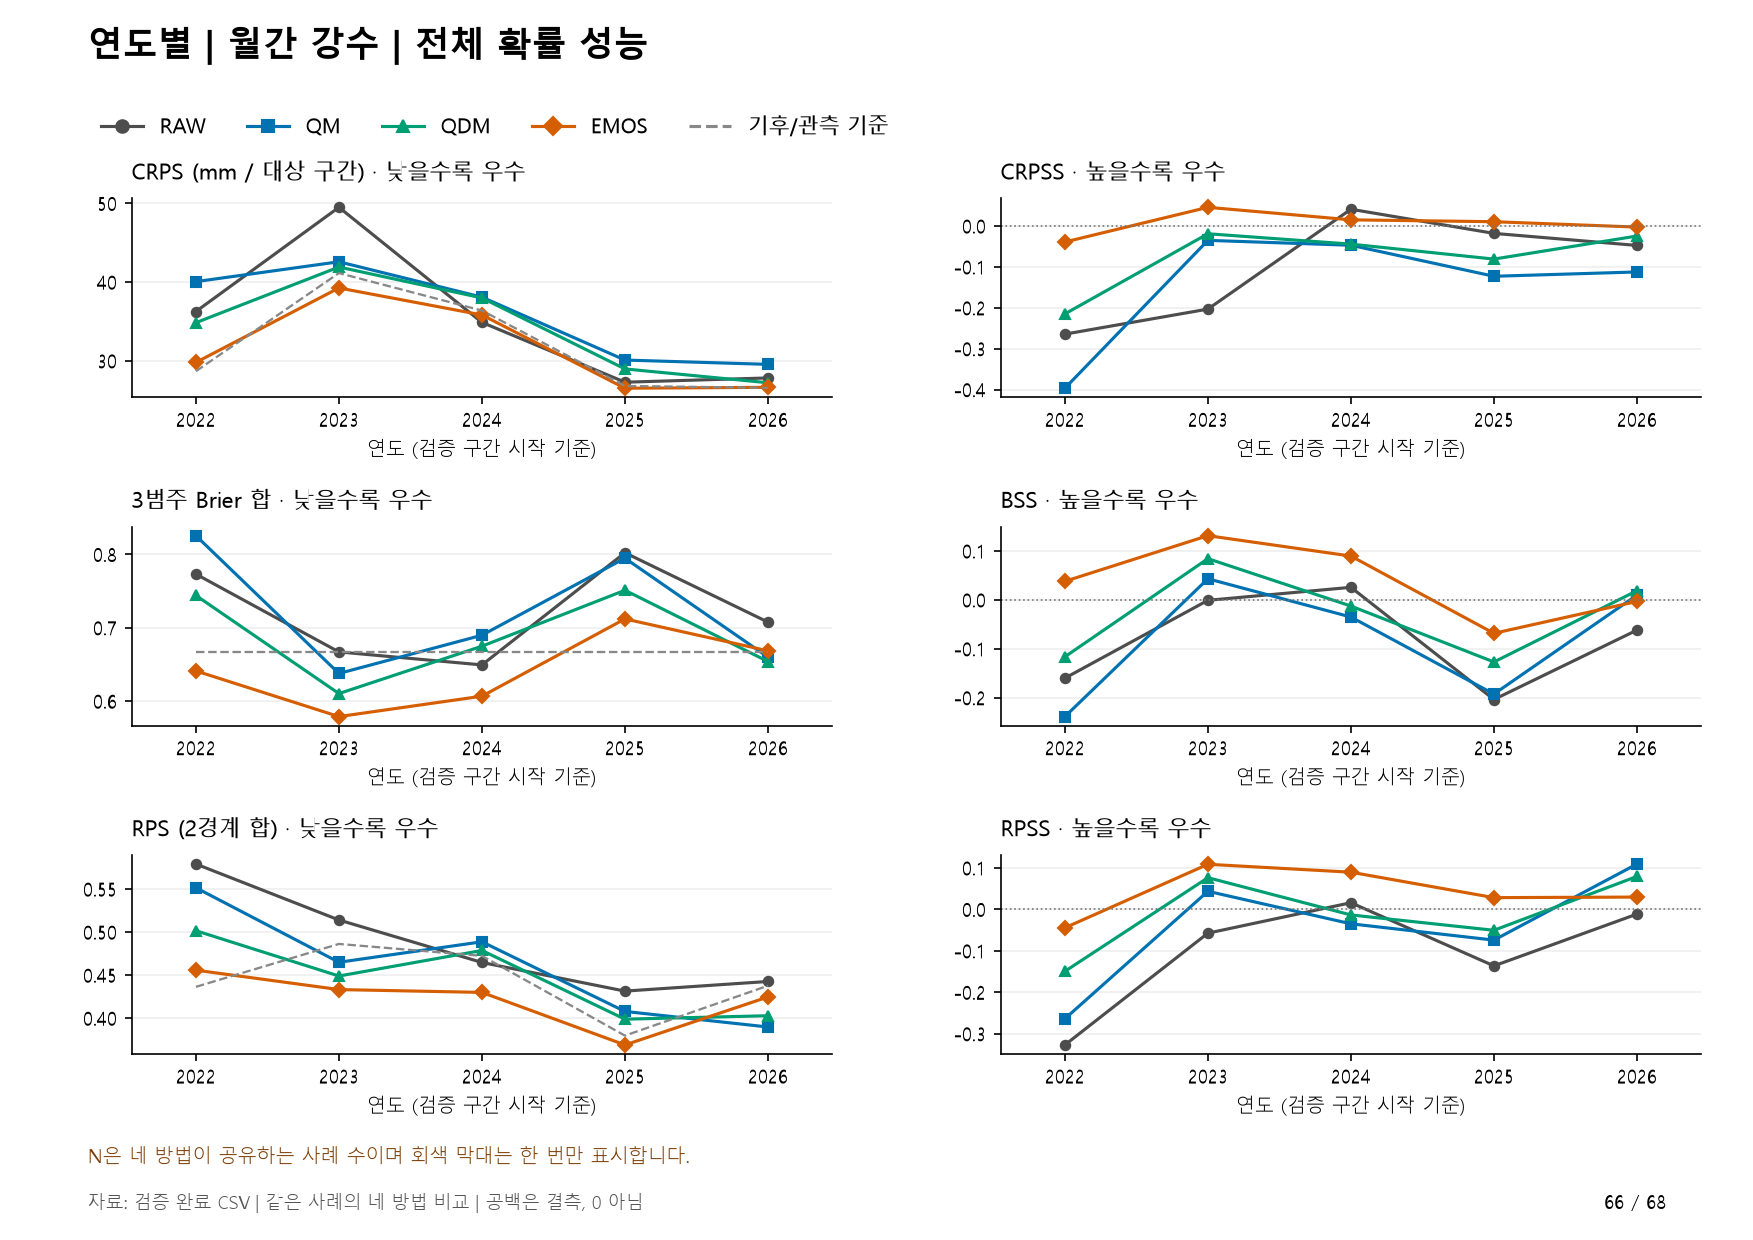 연도별 | 월간 강수 | 전체 확률 성능
RAW QM QDM EMOS 기후/관측 기준
CRPS (mm / 대상 구간) · 낮을수록 우수
50
40
30
2022 2023 2024 2025 2026
연도 (검증 구간 시작 기준)
CRPSS · 높을수록 우수
0.0
-0.1
-0.2
-0.3
-0.4
2022 2023 2024 2025 2026
연도 (검증 구간 시작 기준)
3범주 Brier 합 · 낮을수록 우수
0.8
0.7
0.6
2022 2023 2024 2025 2026
연도 (검증 구간 시작 기준)
BSS · 높을수록 우수
0.1
0.0
-0.1
-0.2
2022 2023 2024 2025 2026
연도 (검증 구간 시작 기준)
RPS (2경계 합) · 낮을수록 우수
0.55
0.50
0.45
0.40
2022 2023 2024 2025 2026
연도 (검증 구간 시작 기준)
RPSS · 높을수록 우수
0.1
0.0
-0.1
-0.2
-0.3
2022 2023 2024 2025 2026
연도 (검증 구간 시작 기준)
N은 네 방법이 공유하는 사례 수이며 회색 막대는 한 번만 표시합니다.
자료: 검증 완료 CSV | 같은 사례의 네 방법 비교 | 공백은 결측, 0 아님
66 / 68